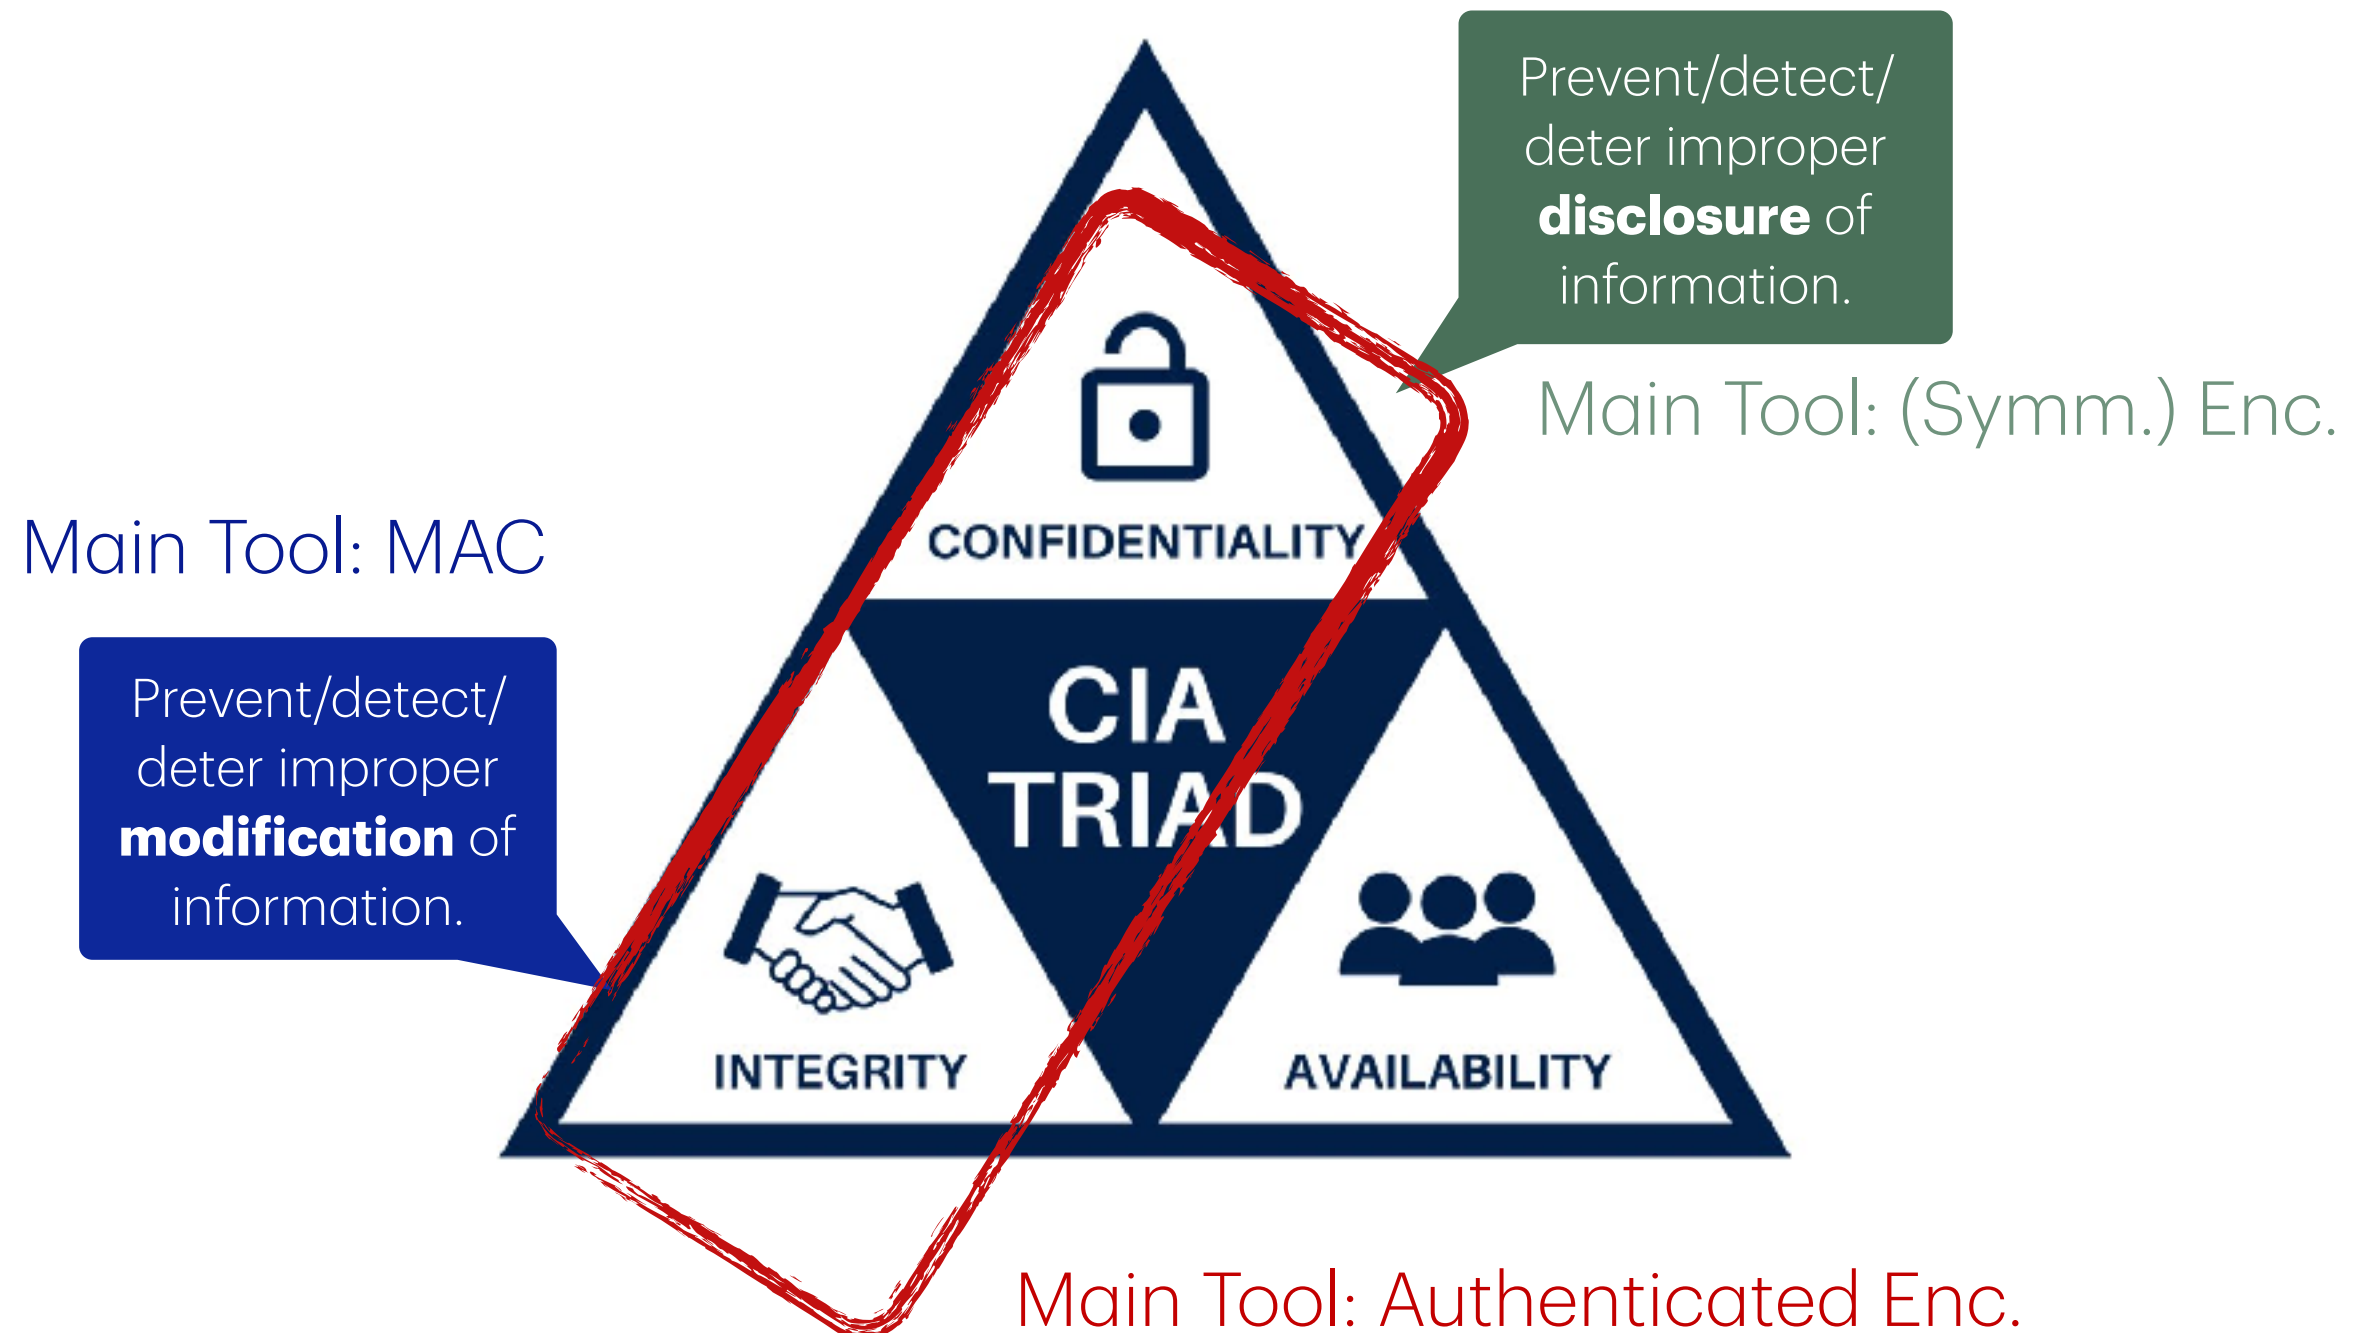 Prevent/detect/
deter improper
disclosure of
information.
Main Tool: (Symm.) Enc.
CONFIDENTIALITY
Main Tool: MAC
Prevent/detect/
deter improper
modification of
information.
CIA
TRIAD
INTEGRITY
AVAILABILITY
Main Tool: Authenticated Enc.